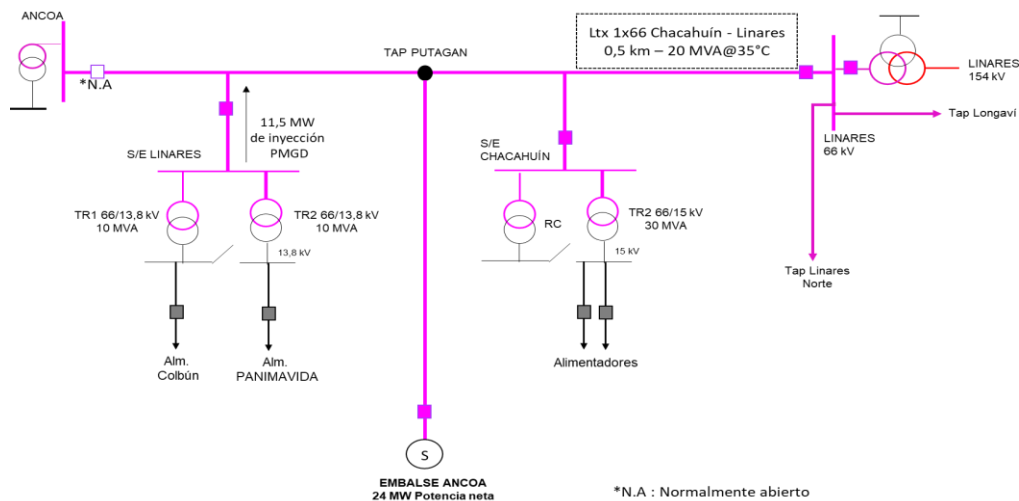 ANCOA
*N.A
TAP PUTAGAN
Ltx 1x66 Chacahuín - Linares
0,5 km – 20 MVA@35°C
LINARES
154 kV
Tap Longaví
LINARES
66 kV
Tap Linares
Norte
11,5 MW
de inyección
PMGD
S/E LINARES
TR1 66/13,8 kV
10 MVA
TR2 66/13,8 kV
10 MVA
13,8 kV
Alm.
Colbún
Alm.
PANIMAVIDA
S/E
CHACAHUÍN
RC
TR2 66/15 kV
30 MVA
15 kV
Alimentadores
S
EMBALSE ANCOA
24 MW Potencia neta
*N.A : Normalmente abierto